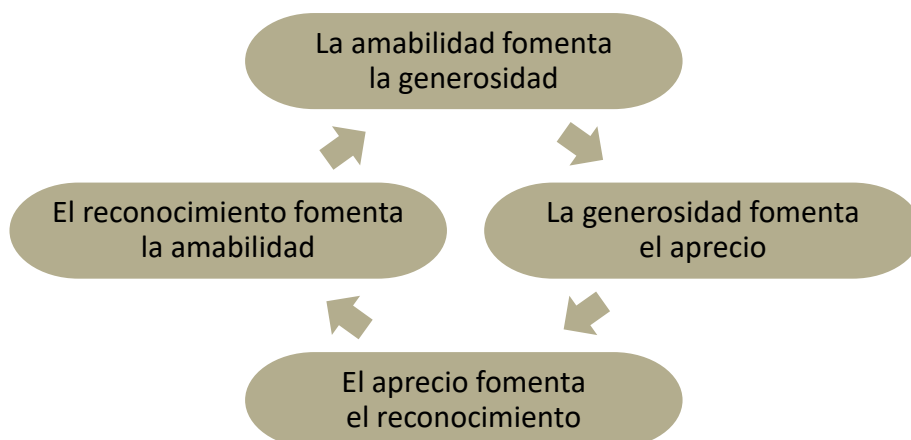 La amabilidad fomenta
la generosidad
La generosidad fomenta
el aprecio
El aprecio fomenta
el reconocimiento
El reconocimiento fomenta
la amabilidad